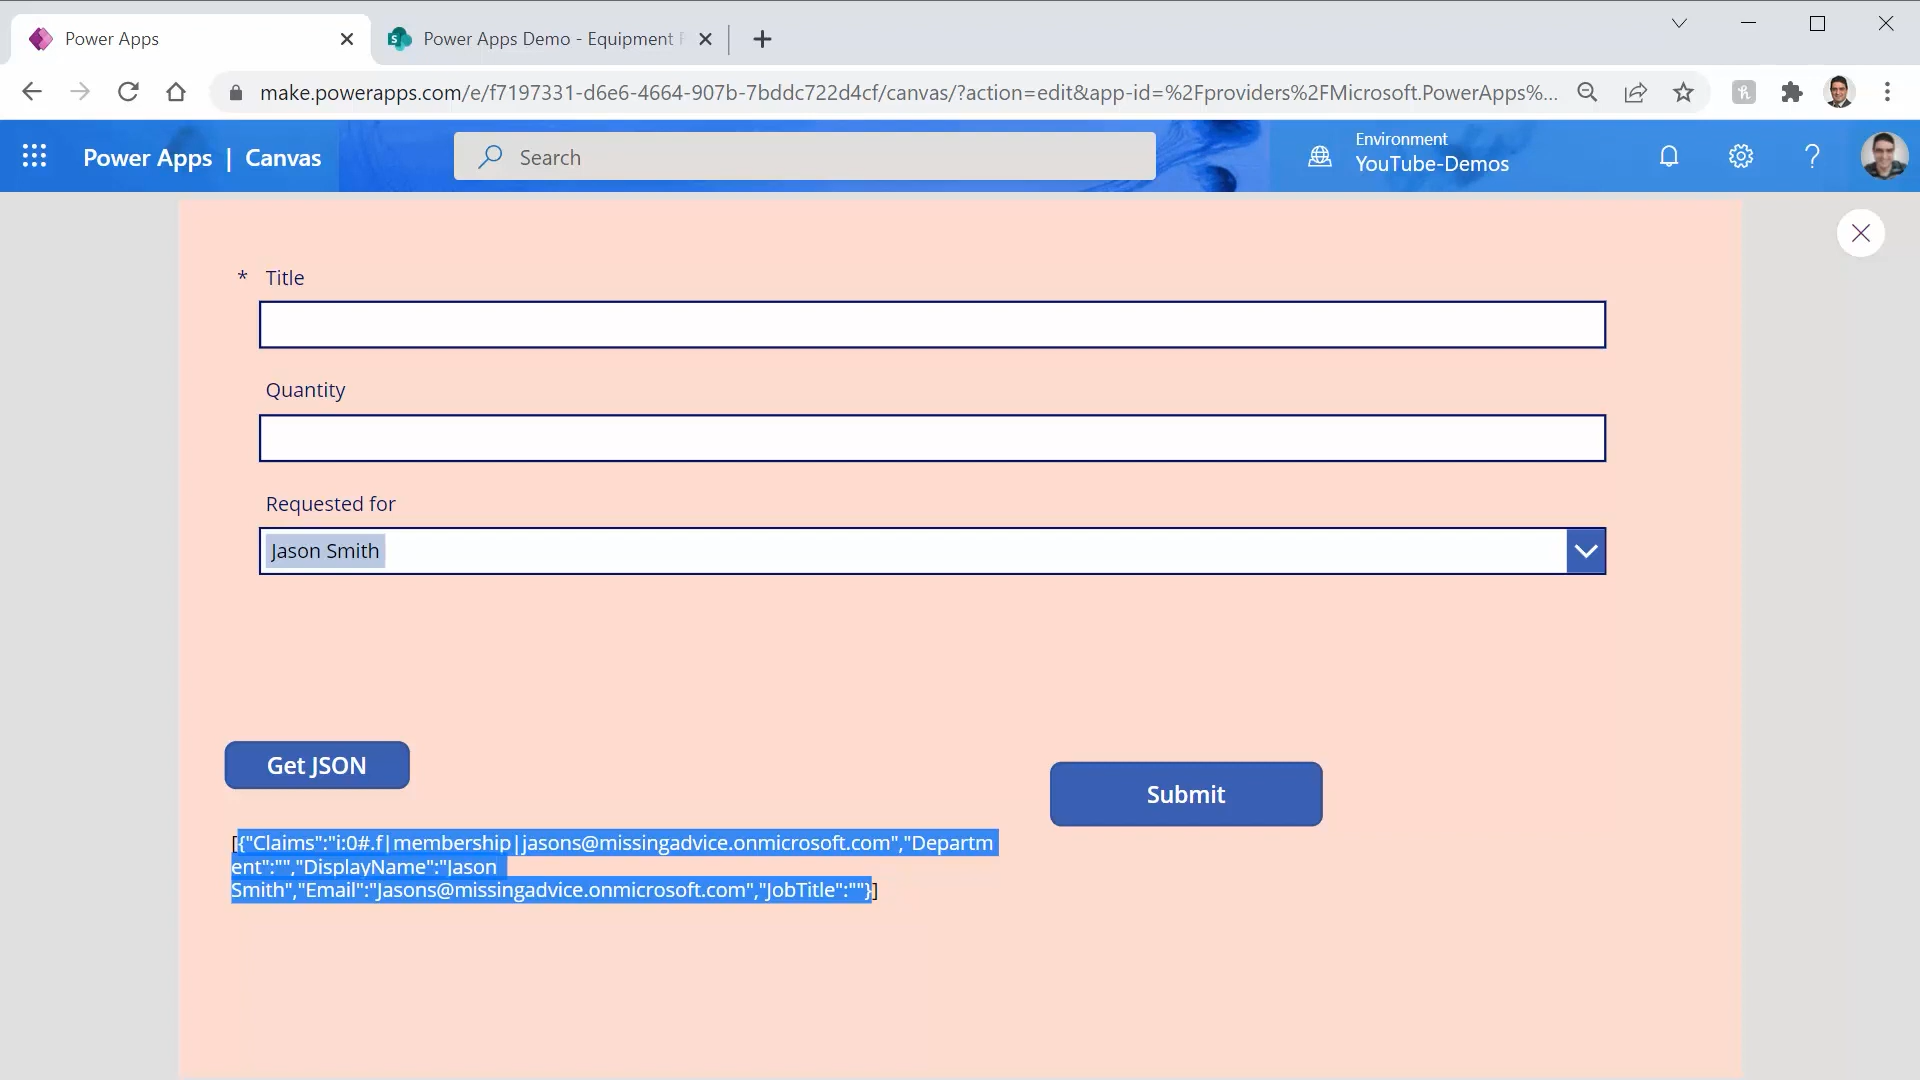 Power Apps
Power Apps Demo - Equipment
make.powerapps.com/e/f7197331-d6e6-4664-907b-7bddc722d4cf/canvas/?action=edit&app-id=%2Fproviders%2FMicrosoft.PowerApps%...
Power Apps | Canvas
Search
Environment
YouTube-Demos
* Title
Quantity
Requested for
Jason Smith
Get JSON
Submit
[{"Claims":"i:0#.f|membership|jasons@missingadvice.onmicrosoft.com","Departm
ent":"","DisplayName":"Jason
Smith","Email":"Jasons@missingadvice.onmicrosoft.com","JobTitle":""}]